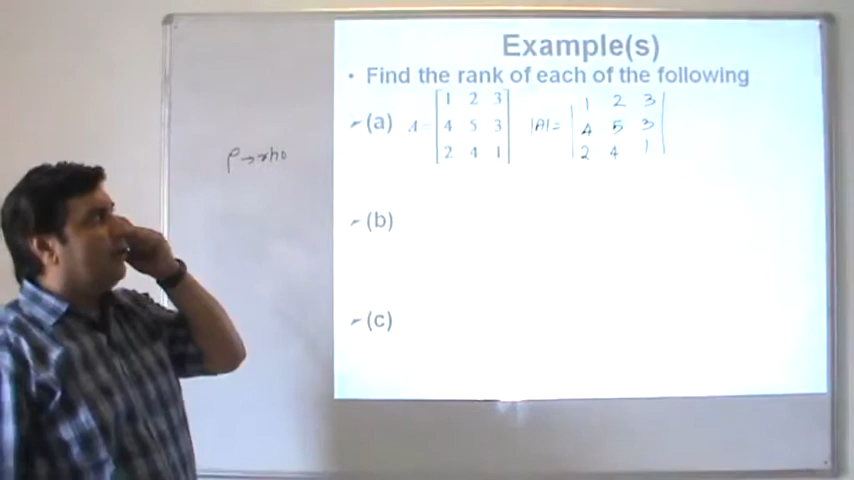 Example(s)
• Find the rank of each of the following
(a) A = [1 2 3 |A|= | 1 2 3 |
4 5 3 4 5 3
2 4 1] 2 4 1
ρ→rho
(b)
(c)